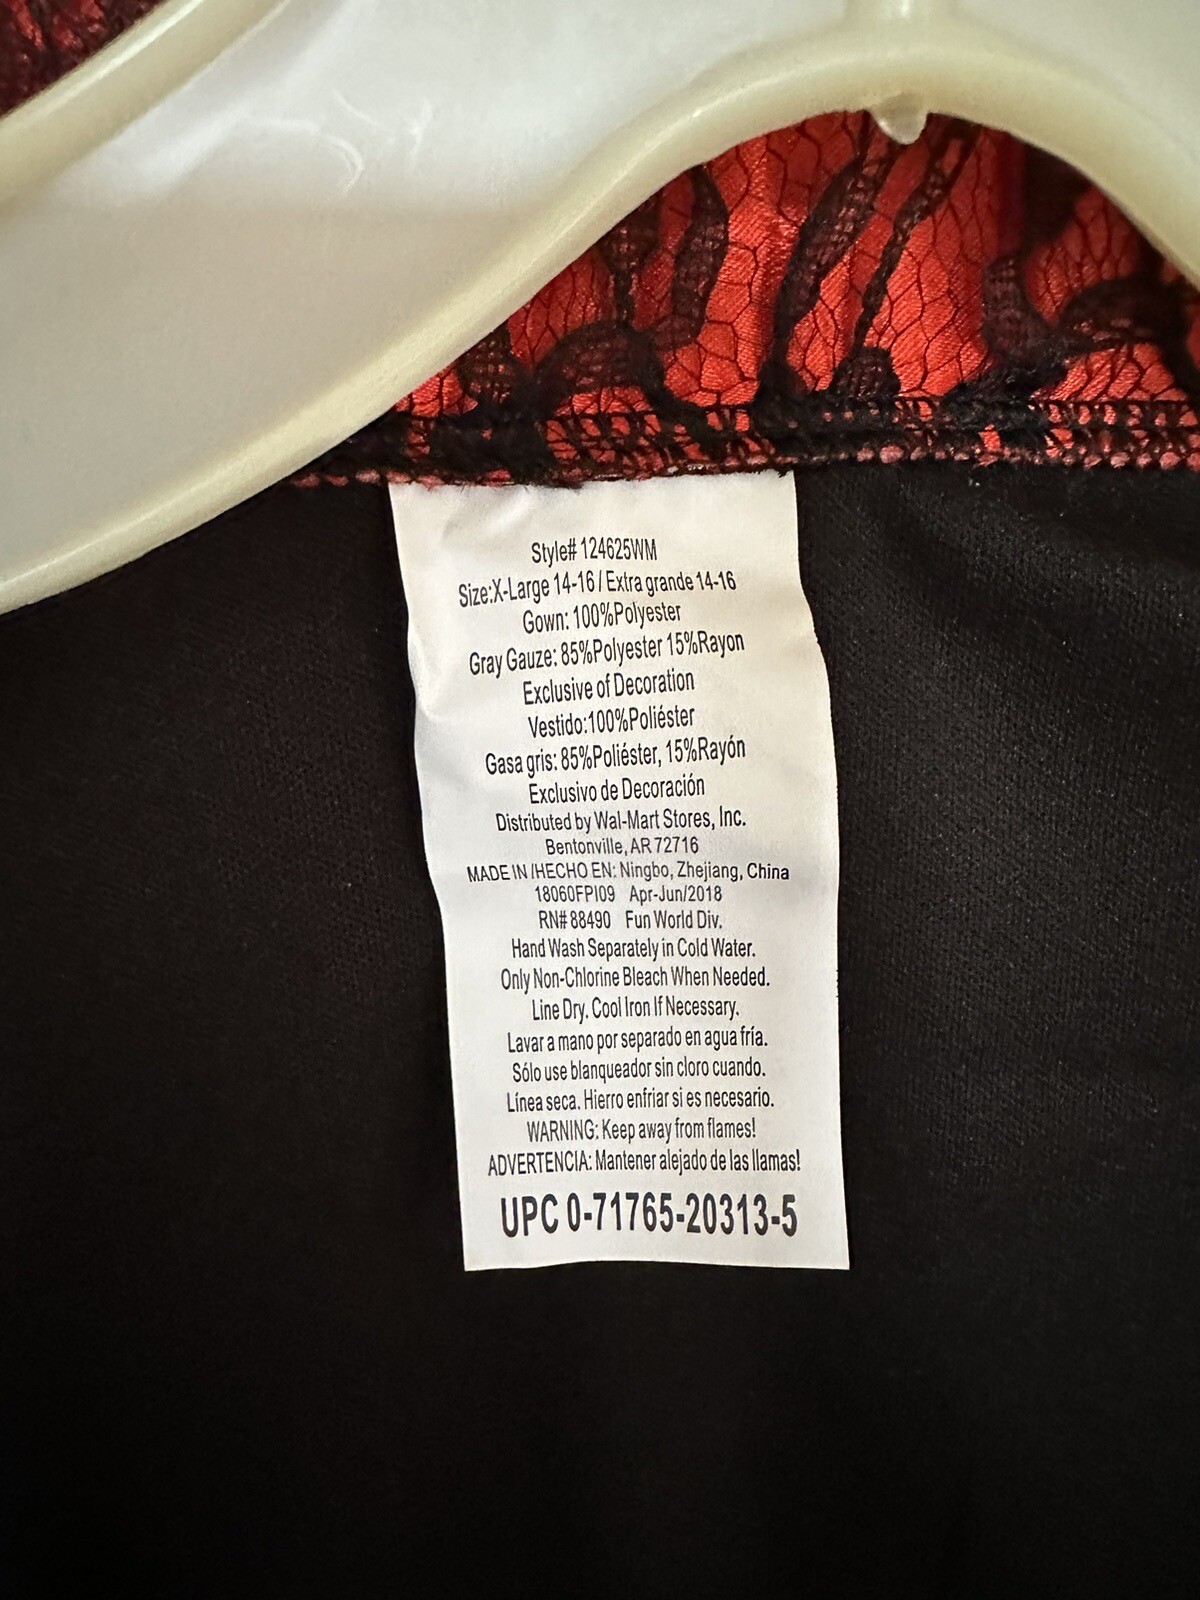 Style# 124625WM
Size:X-Large 14-16 / Extra grande 14-16
Gown: 100%Polyester
Gray Gauze: 85%Polyester 15%Rayon
Exclusive of Decoration
Vestido:100%Poliéster
Gasa gris: 85%Poliéster, 15%Rayón
Exclusivo de Decoración
Distributed by Wal-Mart Stores, Inc.
Bentonville, AR 72716
MADE IN /HECHO EN: Ningbo, Zhejiang, China
18060FPI09 Apr-Jun/2018
RN# 88490 Fun World Div.
Hand Wash Separately in Cold Water.
Only Non-Chlorine Bleach When Needed.
Line Dry. Cool Iron If Necessary.
Lavar a mano por separado en agua fría.
Sólo use blanqueador sin cloro cuando.
Línea seca. Hierro enfriar si es necesario.
WARNING: Keep away from flames!
ADVERTENCIA: Mantener alejado de las llamas!
UPC 0-71765-20313-5